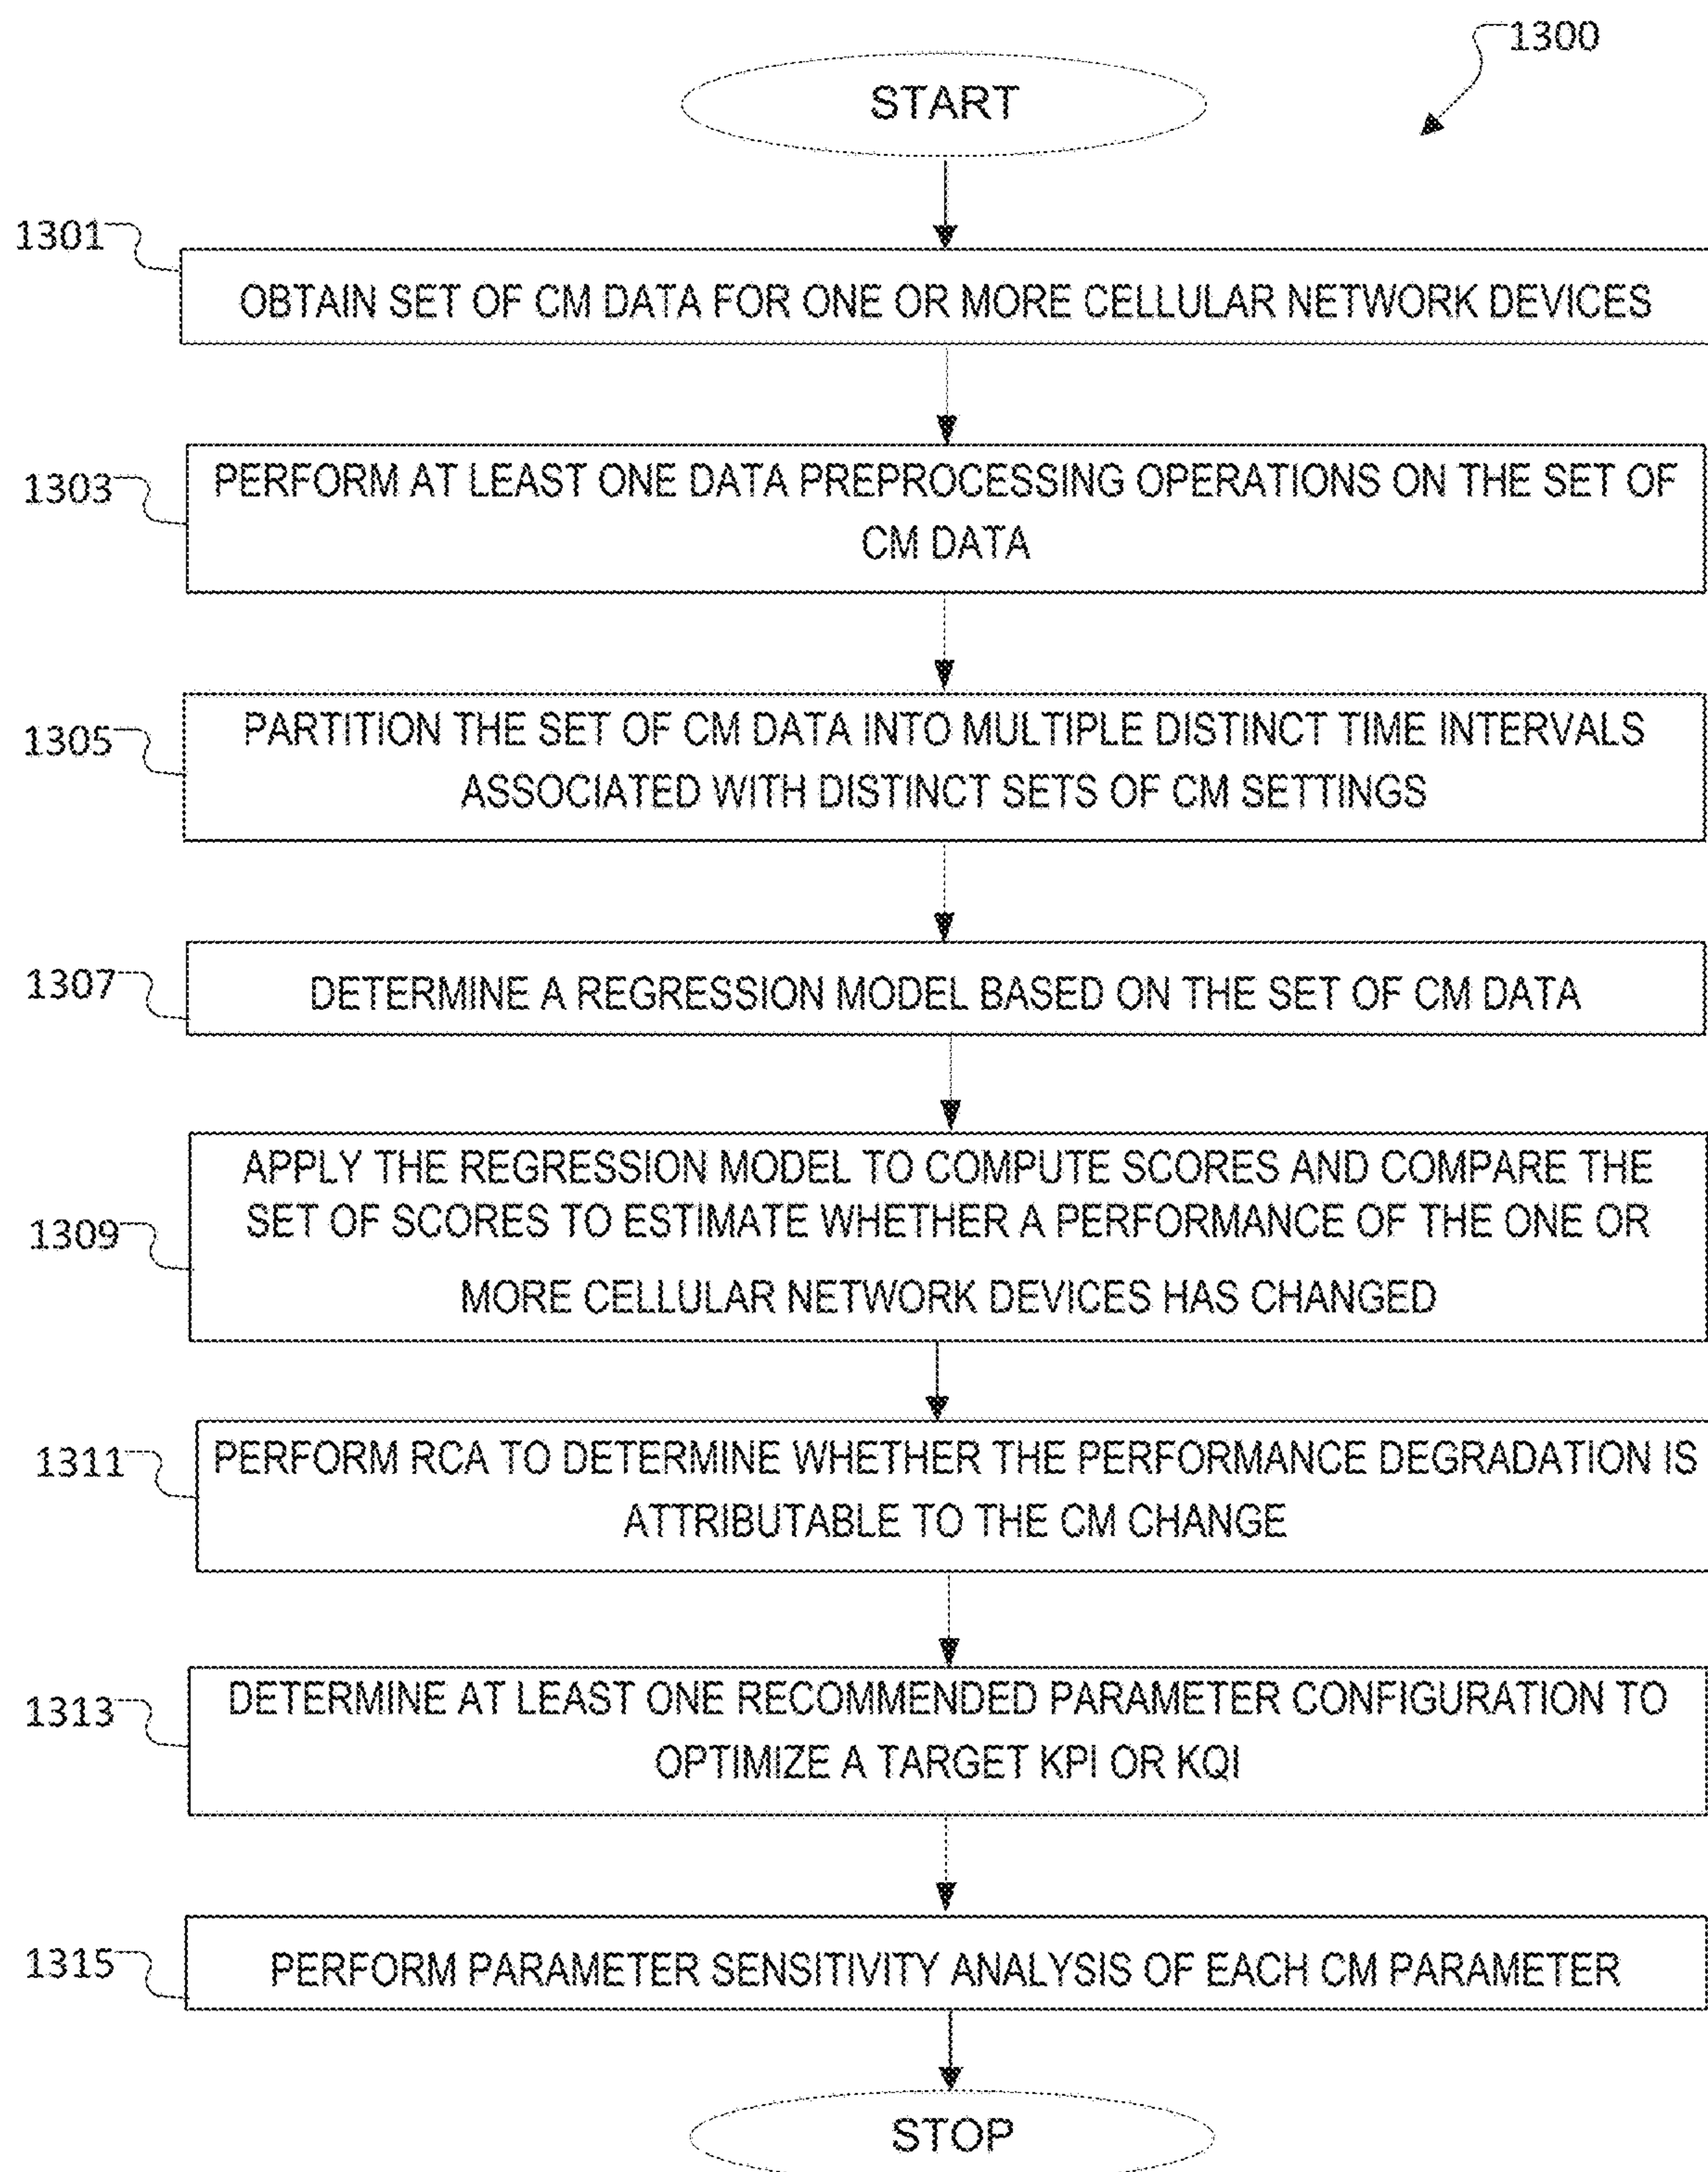 1300
START
1301
OBTAIN SET OF CM DATA FOR ONE OR MORE CELLULAR NETWORK DEVICES
1303
PERFORM AT LEAST ONE DATA PREPROCESSING OPERATIONS ON THE SET OF
CM DATA
1305
PARTITION THE SET OF CM DATA INTO MULTIPLE DISTINCT TIME INTERVALS
ASSOCIATED WITH DISTINCT SETS OF CM SETTINGS
1307
DETERMINE A REGRESSION MODEL BASED ON THE SET OF CM DATA
1309
APPLY THE REGRESSION MODEL TO COMPUTE SCORES AND COMPARE THE
SET OF SCORES TO ESTIMATE WHETHER A PERFORMANCE OF THE ONE OR
MORE CELLULAR NETWORK DEVICES HAS CHANGED
1311
PERFORM RCA TO DETERMINE WHETHER THE PERFORMANCE DEGRADATION IS
ATTRIBUTABLE TO THE CM CHANGE
1313
DETERMINE AT LEAST ONE RECOMMENDED PARAMETER CONFIGURATION TO
OPTIMIZE A TARGET KPI OR KQI
1315
PERFORM PARAMETER SENSITIVITY ANALYSIS OF EACH CM PARAMETER
STOP